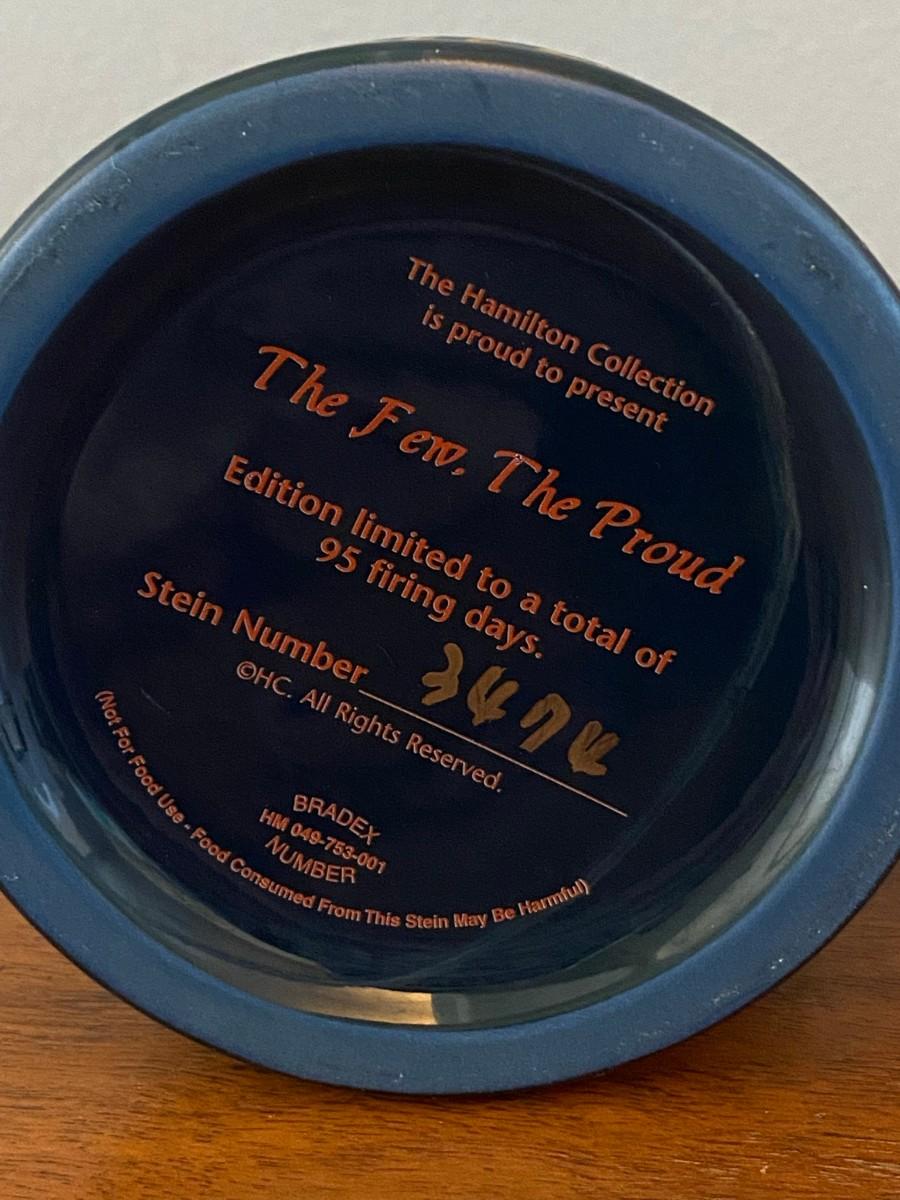 The Hamilton Collection
is proud to present
The Few, The Proud
Edition limited to a total of
95 firing days.
Stein Number 3474
©HC. All Rights Reserved.
BRADEX
HM 049-753-001
NUMBER
(Not For Food Use - Food Consumed From This Stein May Be Harmful)